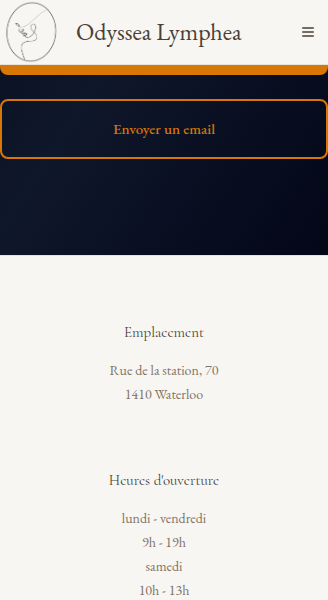 Odyssea Lymphea
Envoyer un email
Emplacement
Rue de la station, 70
1410 Waterloo
Heures d'ouverture
lundi - vendredi
9h - 19h
samedi
10h - 13h